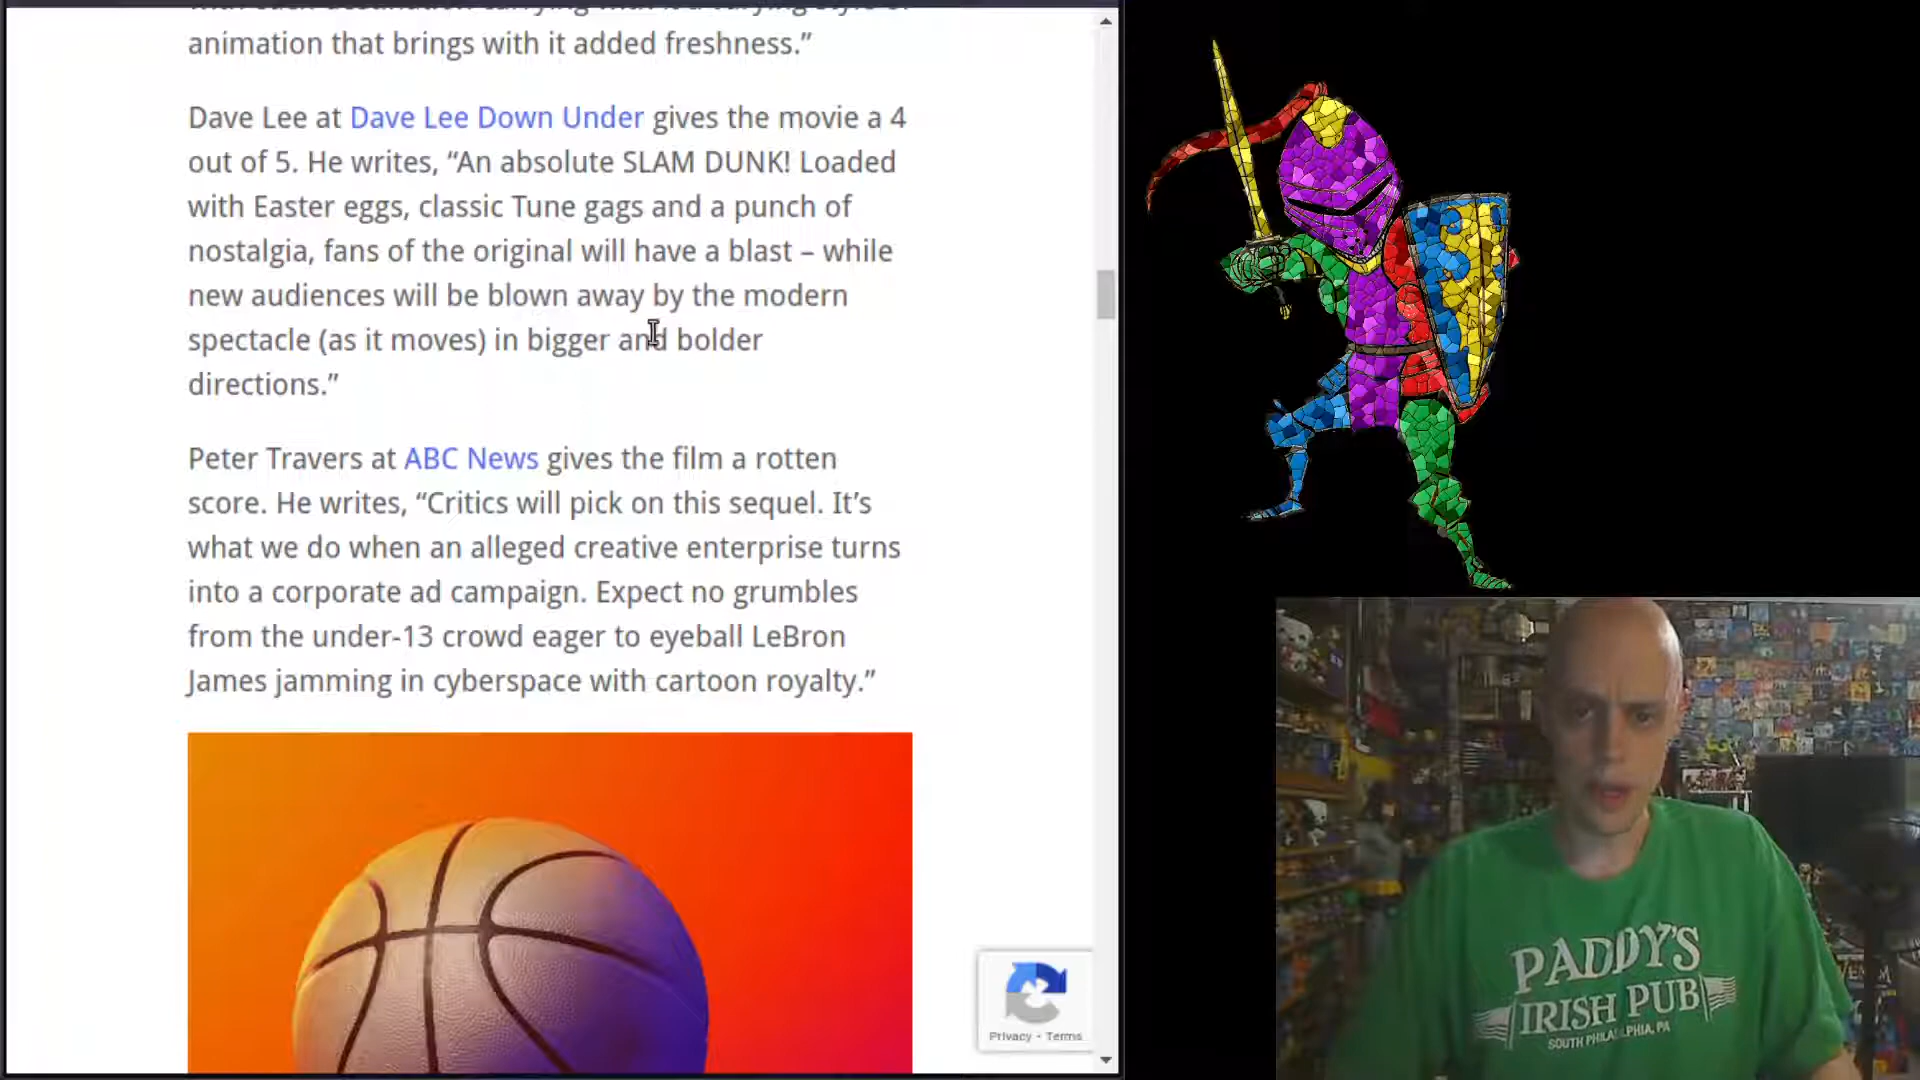 animation that brings with it added freshness.”
Dave Lee at Dave Lee Down Under gives the movie a 4
out of 5. He writes, “An absolute SLAM DUNK! Loaded
with Easter eggs, classic Tune gags and a punch of
nostalgia, fans of the original will have a blast – while
new audiences will be blown away by the modern
spectacle (as it moves) in bigger and bolder
directions.”
Peter Travers at ABC News gives the film a rotten
score. He writes, “Critics will pick on this sequel. It’s
what we do when an alleged creative enterprise turns
into a corporate ad campaign. Expect no grumbles
from the under-13 crowd eager to eyeball LeBron
James jamming in cyberspace with cartoon royalty.”
Privacy - Terms
PADDY'S
IRISH PUB
SOUTH PHILADELPHIA, PA